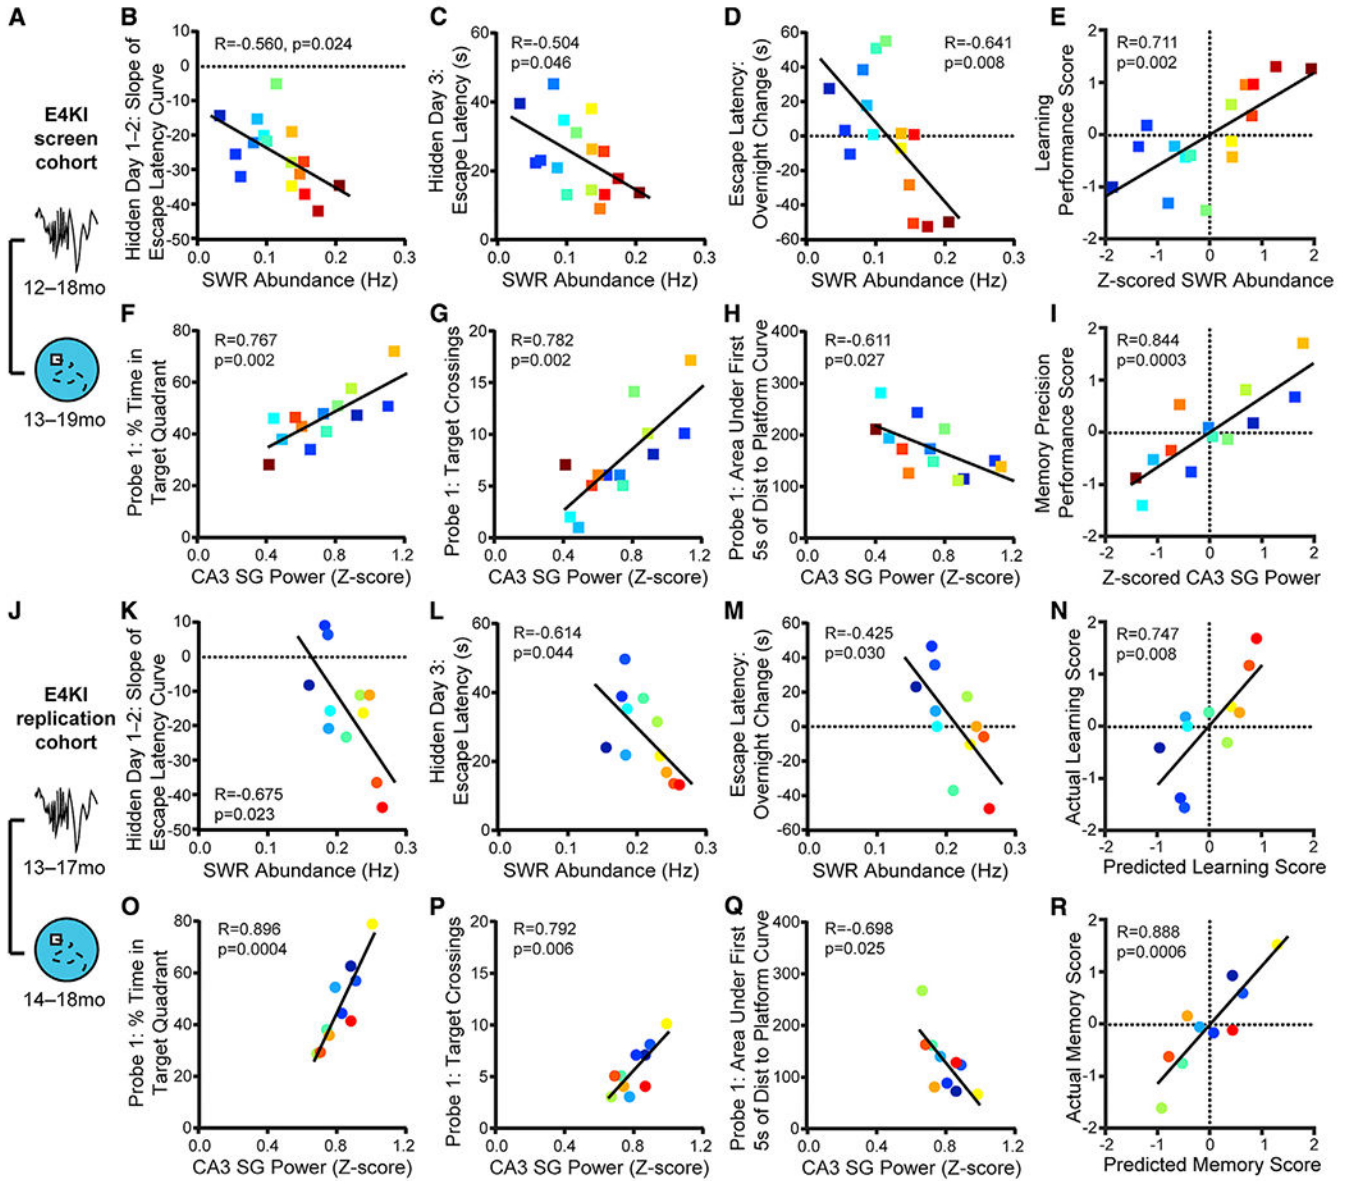 A
E4KI
screen
cohort
12–18mo
13–19mo
B
Hidden Day 1–2: Slope of
Escape Latency Curve
R=-0.560, p=0.024
10
0
-10
-20
-30
-40
-50
0.0
0.1
0.2
0.3
SWR Abundance (Hz)
C
Hidden Day 3:
Escape Latency (s)
R=-0.504
p=0.046
60
40
20
0
0.0
0.1
0.2
0.3
SWR Abundance (Hz)
D
Escape Latency:
Overnight Change (s)
R=-0.641
p=0.008
60
40
20
0
-20
-40
-60
0.0
0.1
0.2
0.3
SWR Abundance (Hz)
E
Learning
Performance Score
R=0.711
p=0.002
2
1
0
-1
-2
-2
-1
0
1
2
Z-scored SWR Abundance
F
Probe 1: % Time in
Target Quadrant
R=0.767
p=0.002
80
60
40
20
0
0.0
0.4
0.8
1.2
CA3 SG Power (Z-score)
G
Probe 1: Target Crossings
R=0.782
p=0.002
20
15
10
5
0
0.0
0.4
0.8
1.2
CA3 SG Power (Z-score)
H
Probe 1: Area Under First
5s of Dist to Platform Curve
R=-0.611
p=0.027
400
300
200
100
0
0.0
0.4
0.8
1.2
CA3 SG Power (Z-score)
I
Memory Precision
Performance Score
R=0.844
p=0.0003
2
1
0
-1
-2
-2
-1
0
1
2
Z-scored CA3 SG Power
J
E4KI
replication
cohort
13–17mo
14–18mo
K
Hidden Day 1–2: Slope of
Escape Latency Curve
R=-0.675
p=0.023
10
0
-10
-20
-30
-40
-50
0.0
0.1
0.2
0.3
SWR Abundance (Hz)
L
Hidden Day 3:
Escape Latency (s)
R=-0.614
p=0.044
60
40
20
0
0.0
0.1
0.2
0.3
SWR Abundance (Hz)
M
Escape Latency:
Overnight Change (s)
R=-0.425
p=0.030
60
40
20
0
-20
-40
-60
0.0
0.1
0.2
0.3
SWR Abundance (Hz)
N
Actual Learning Score
R=0.747
p=0.008
2
1
0
-1
-2
-2
-1
0
1
2
Predicted Learning Score
O
Probe 1: % Time in
Target Quadrant
R=0.896
p=0.0004
80
60
40
20
0
0.0
0.4
0.8
1.2
CA3 SG Power (Z-score)
P
Probe 1: Target Crossings
R=0.792
p=0.006
20
15
10
5
0
0.0
0.4
0.8
1.2
CA3 SG Power (Z-score)
Q
Probe 1: Area Under First
5s of Dist to Platform Curve
R=-0.698
p=0.025
400
300
200
100
0
0.0
0.4
0.8
1.2
CA3 SG Power (Z-score)
R
Actual Memory Score
R=0.888
p=0.0006
2
1
0
-1
-2
-2
-1
0
1
2
Predicted Memory Score